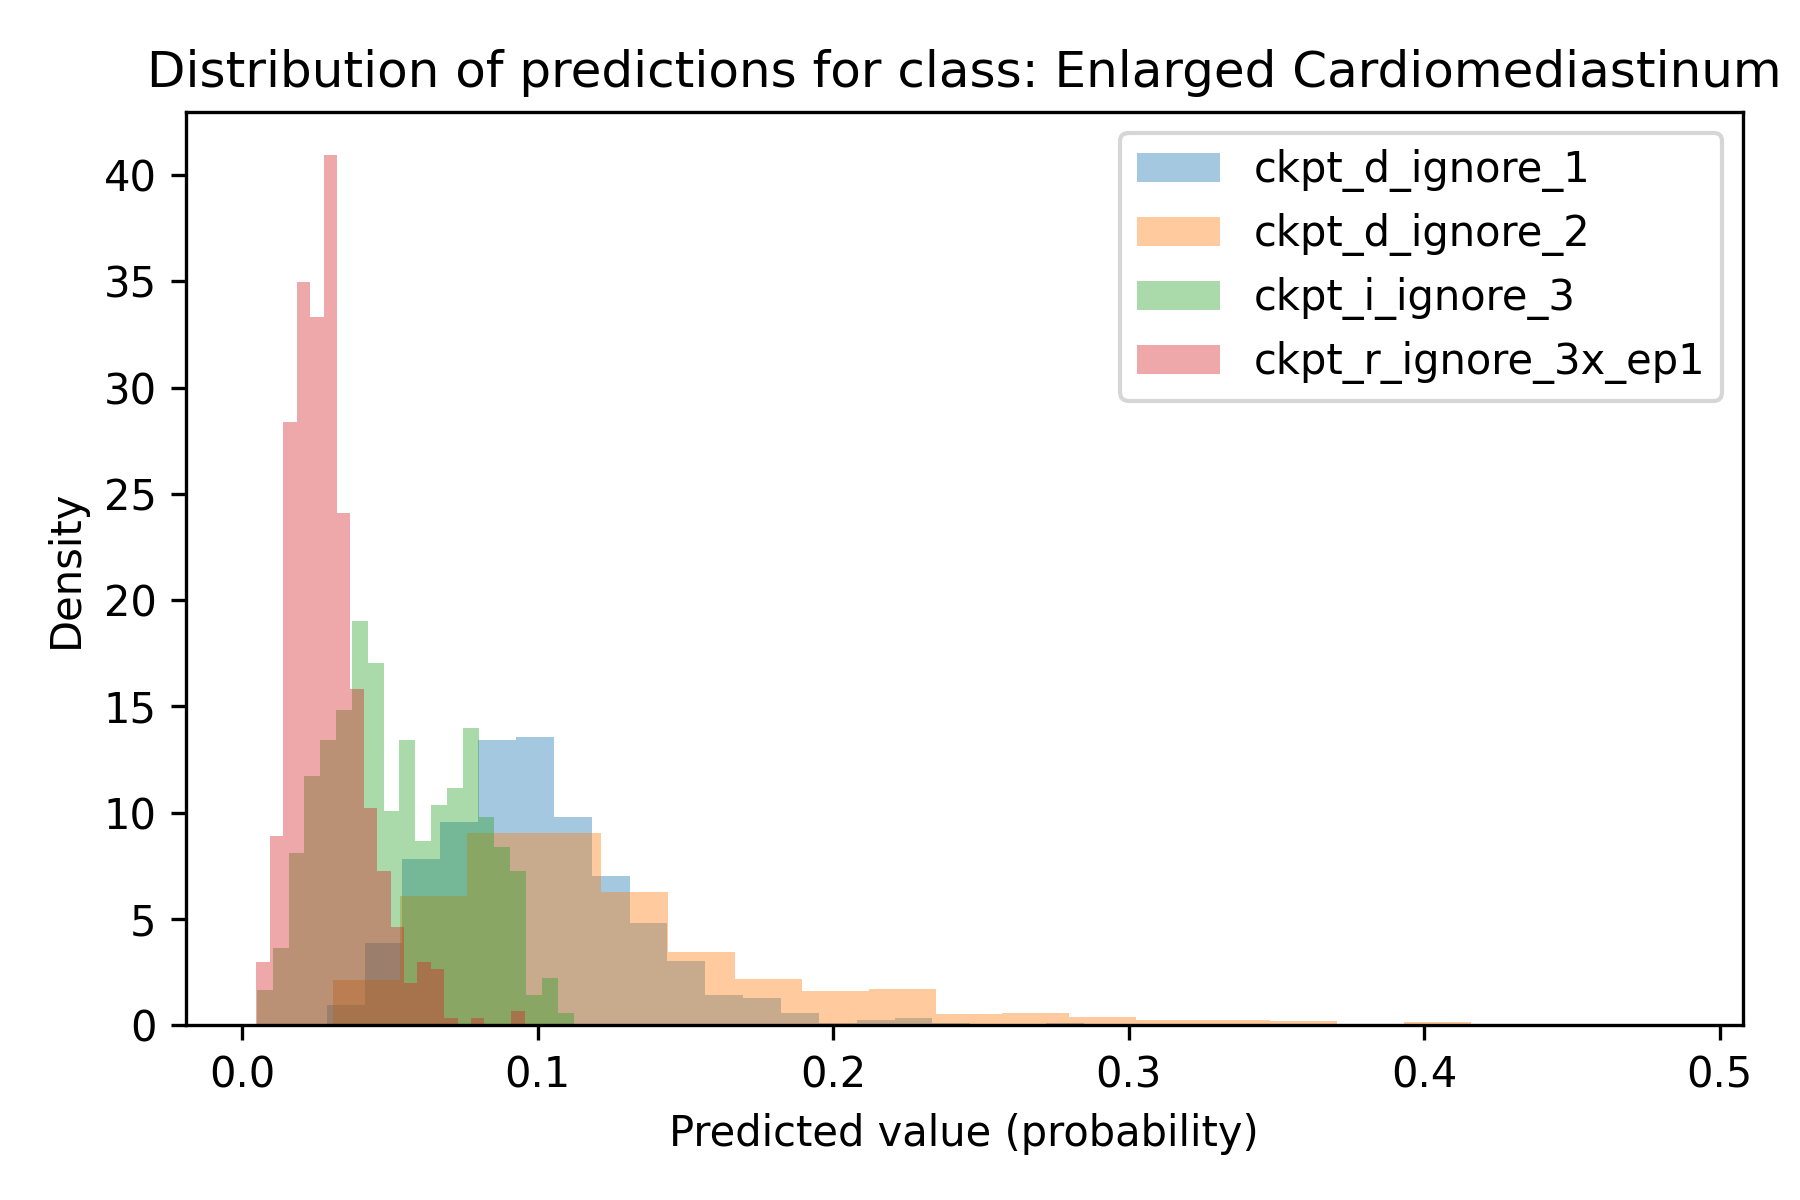 Distribution of predictions for class: Enlarged Cardiomediastinum
ckpt_d_ignore_1
ckpt_d_ignore_2
ckpt_i_ignore_3
ckpt_r_ignore_3x_ep1
Density
40
35
30
25
20
15
10
5
0
0.0 0.1 0.2 0.3 0.4 0.5
Predicted value (probability)